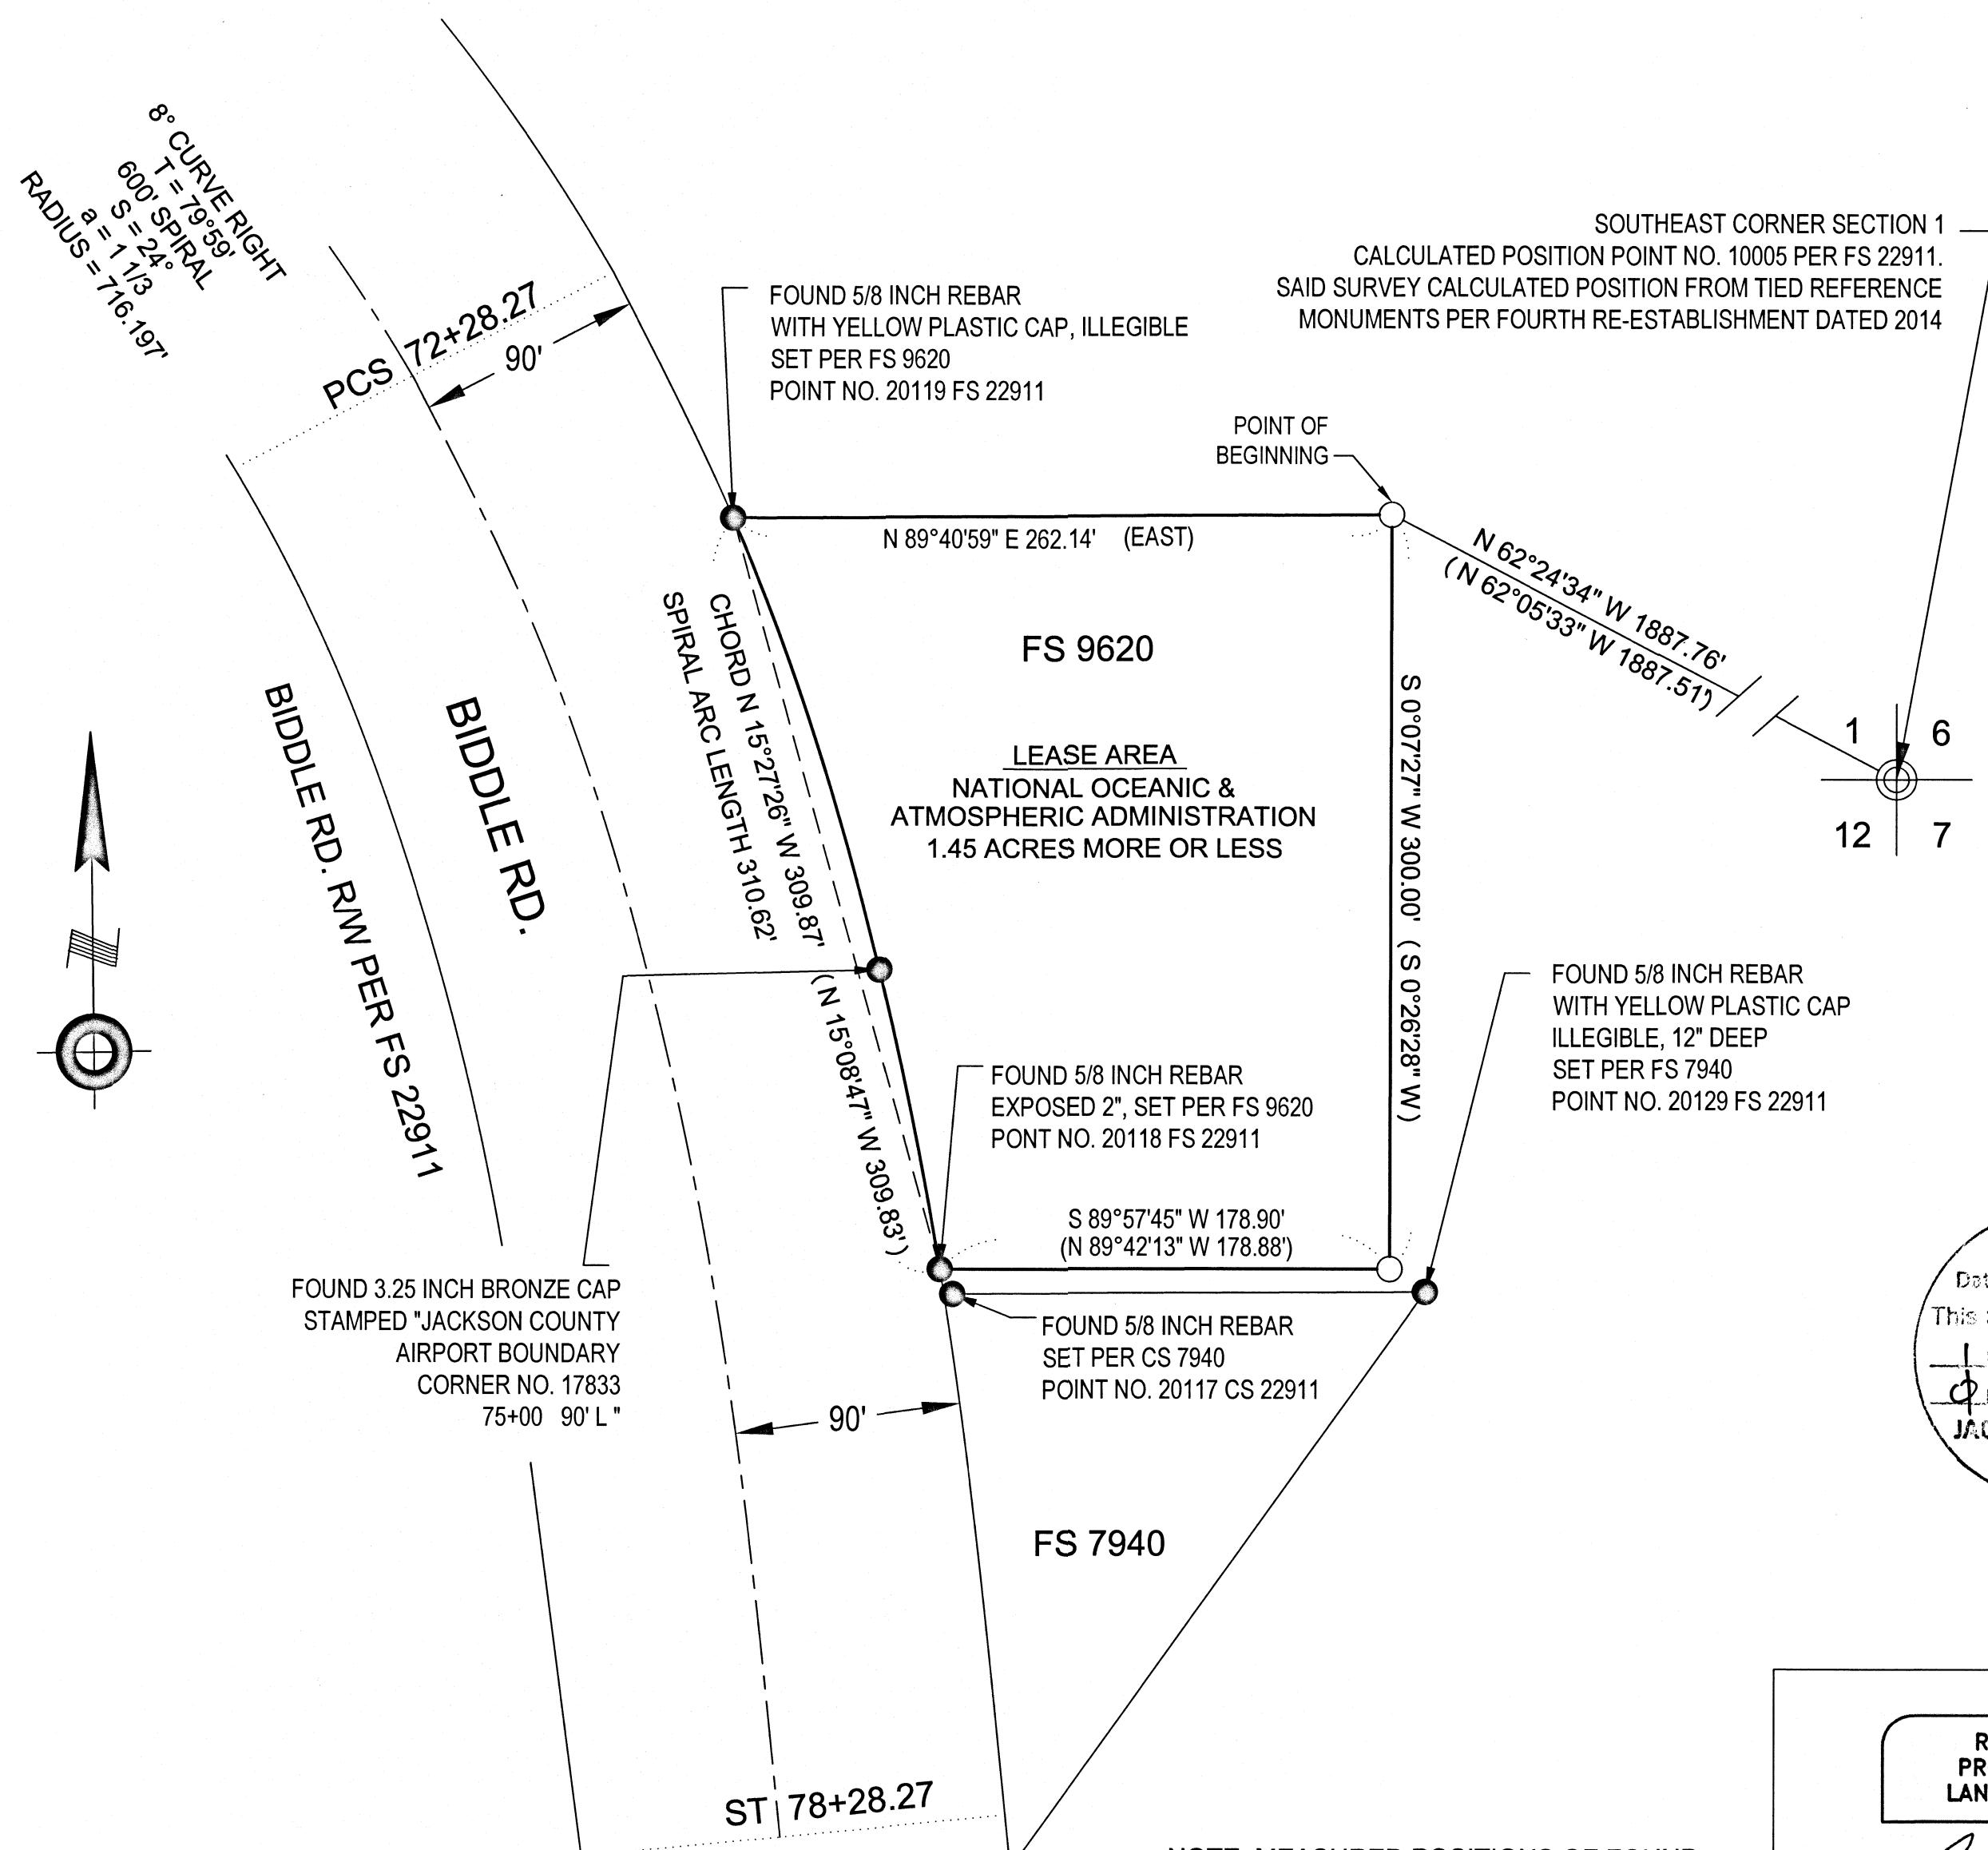 8° CURVE RIGHT
T = 79°59'
600' SPIRAL
S = 24°
a = 1 1/3
RADIUS = 716.197'
PCS 72+28.27
90'
FOUND 5/8 INCH REBAR
WITH YELLOW PLASTIC CAP, ILLEGIBLE
SET PER FS 9620
POINT NO. 20119 FS 22911
SOUTHEAST CORNER SECTION 1
CALCULATED POSITION POINT NO. 10005 PER FS 22911.
SAID SURVEY CALCULATED POSITION FROM TIED REFERENCE
MONUMENTS PER FOURTH RE-ESTABLISHMENT DATED 2014
POINT OF
BEGINNING
N 89°40'59" E 262.14' (EAST)
N 62°24'34" W 1887.76'
( N 62°05'33" W 1887.51')
1
6
12
7
FS 9620
LEASE AREA
NATIONAL OCEANIC &
ATMOSPHERIC ADMINISTRATION
1.45 ACRES MORE OR LESS
CHORD N 15°27'26" W 309.87'
SPIRAL ARC LENGTH 310.62'
( N 15°08'47" W 309.83')
S 0°07'27" W 300.00' ( S 0°26'28" W)
BIDDLE RD.
BIDDLE RD. R/W PER FS 22911
FOUND 5/8 INCH REBAR
WITH YELLOW PLASTIC CAP
ILLEGIBLE, 12" DEEP
SET PER FS 7940
POINT NO. 20129 FS 22911
FOUND 5/8 INCH REBAR
EXPOSED 2", SET PER FS 9620
PONT NO. 20118 FS 22911
S 89°57'45" W 178.90'
(N 89°42'13" W 178.88')
FOUND 3.25 INCH BRONZE CAP
STAMPED "JACKSON COUNTY
AIRPORT BOUNDARY
CORNER NO. 17833
75+00 90' L "
FOUND 5/8 INCH REBAR
SET PER CS 7940
POINT NO. 20117 CS 22911
90'
FS 7940
This
ST 78+28.27